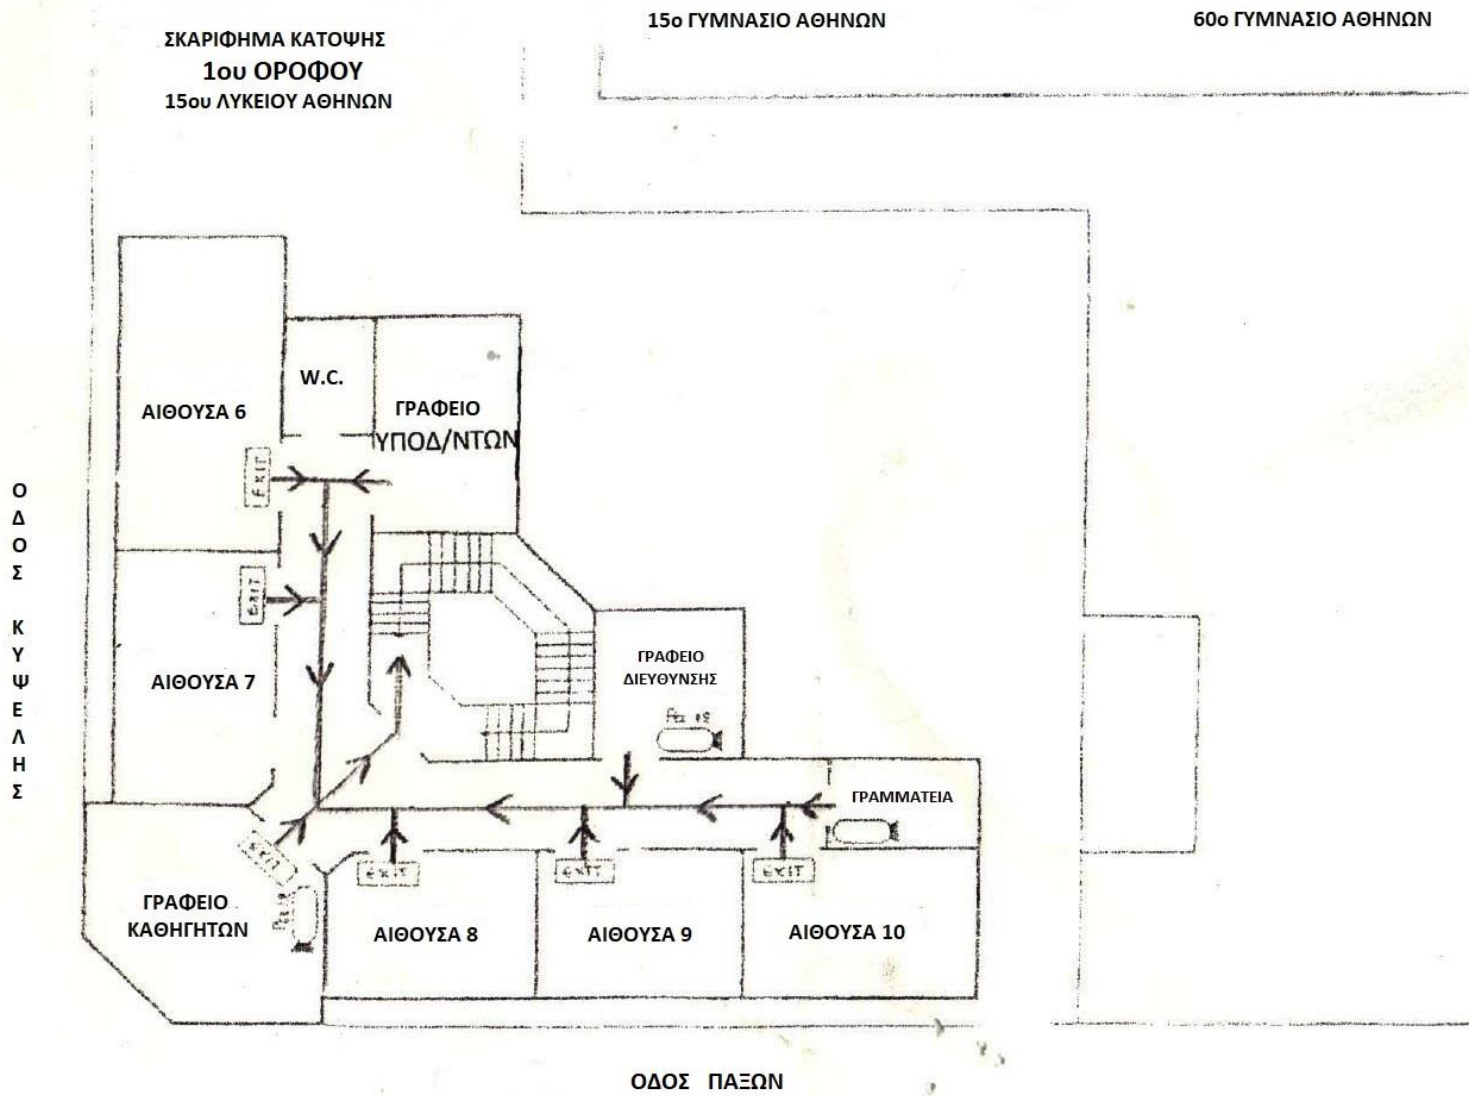 15ο ΓΥΜΝΑΣΙΟ ΑΘΗΝΩΝ
60ο ΓΥΜΝΑΣΙΟ ΑΘΗΝΩΝ
ΣΚΑΡΙΦΗΜΑ ΚΑΤΟΨΗΣ
1ου ΟΡΟΦΟΥ
15ου ΛΥΚΕΙΟΥ ΑΘΗΝΩΝ
W.C.
ΑΙΘΟΥΣΑ 6
ΓΡΑΦΕΙΟ
ΥΠΟΔ/ΝΤΩΝ
EXIT
ΟΔΟΣ ΚΥΨΕΛΗΣ
EXIT
ΑΙΘΟΥΣΑ 7
ΓΡΑΦΕΙΟ
ΔΙΕΥΘΥΝΣΗΣ
ΓΡΑΜΜΑΤΕΙΑ
EXIT
EXIT
EXIT
EXIT
ΓΡΑΦΕΙΟ
ΚΑΘΗΓΗΤΩΝ
ΑΙΘΟΥΣΑ 8
ΑΙΘΟΥΣΑ 9
ΑΙΘΟΥΣΑ 10
ΟΔΟΣ ΠΑΞΩΝ